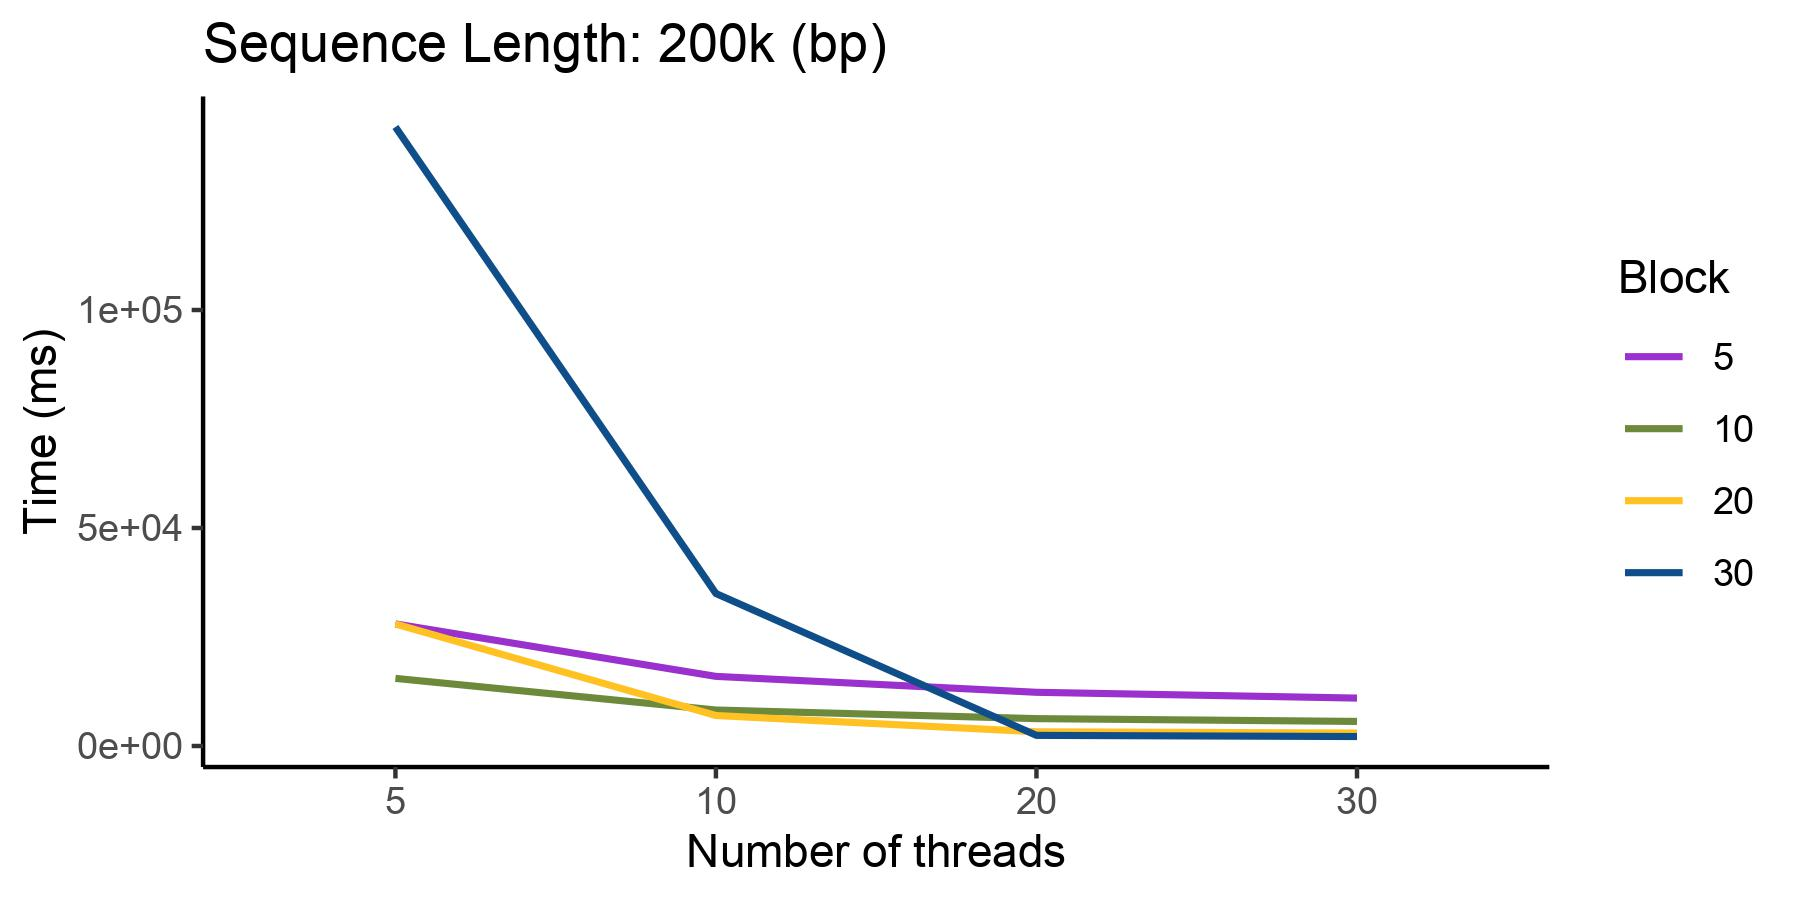 Sequence Length: 200k (bp)
Time (ms)
1e+05
5e+04
0e+00
5 10 20 30
Number of threads
Block
5
10
20
30